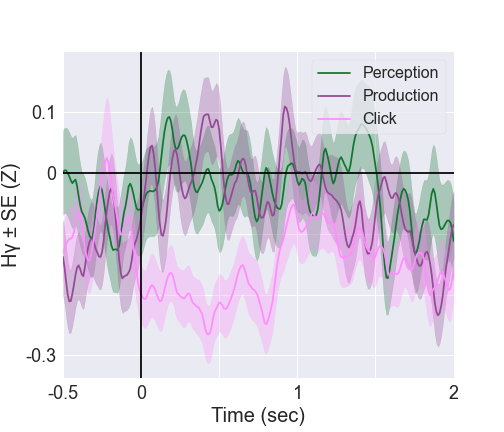 Perception
Production
Click
Hγ ± SE (Z)
0.1
0
-0.3
-0.5 0 1 2
Time (sec)